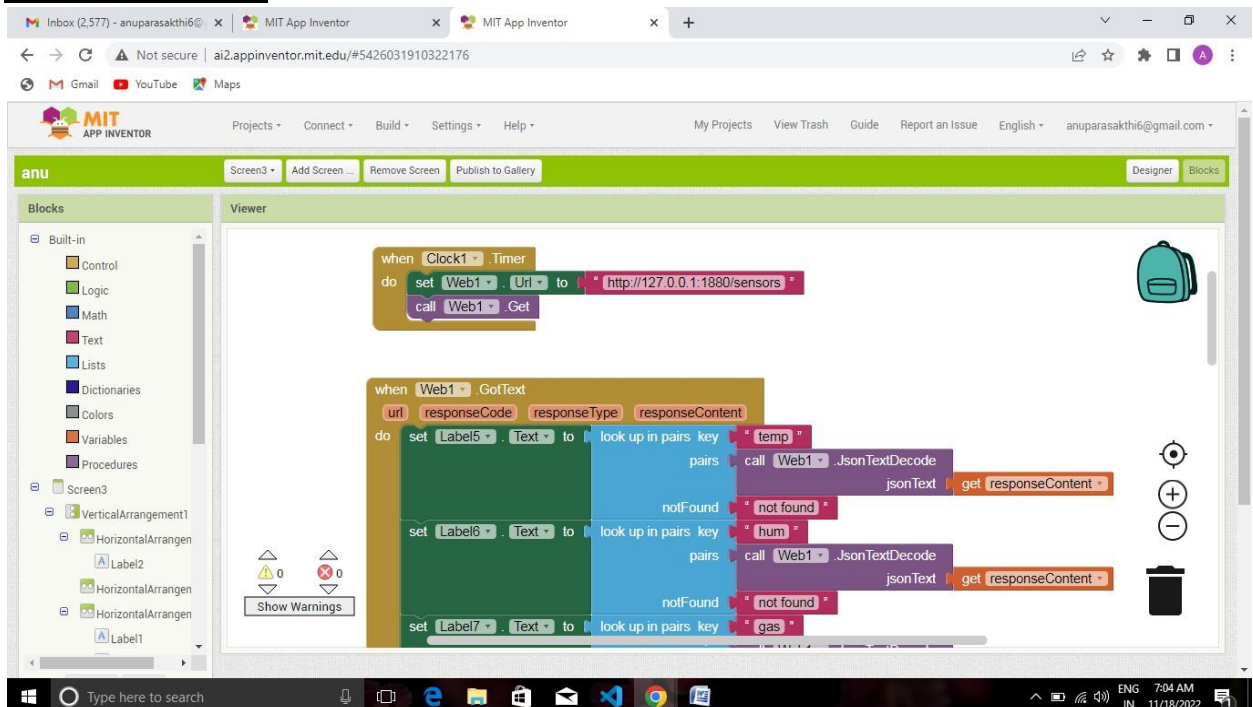 Inbox (2,577) - anuparasakthi6@
MIT App Inventor
MIT App Inventor
Not secure
ai2.appinventor.mit.edu/#5426031910322176
A
Gmail
YouTube
Maps
MIT
APP INVENTOR
Projects
Connect
Build
Settings
Help
My Projects
View Trash
Guide
Report an Issue
English
anuparasakthi6@gmail.com
anu
Screen3
Add Screen ...
Remove Screen
Publish to Gallery
Designer
Blocks
Blocks
Viewer
Built-in
Control
Logic
Math
Text
Lists
Dictionaries
Colors
Variables
Procedures
Screen3
VerticalArrangement1
HorizontalArrangen
Label2
HorizontalArrangen
HorizontalArrangen
Label1
when Clock1 .Timer
do set Web1 . Url to " http://127.0.0.1:1880/sensors "
call Web1 .Get
when Web1 .GotText
url responseCode responseType responseContent
do set Label5 . Text to look up in pairs key " temp "
pairs call Web1 .JsonTextDecode
jsonText get responseContent
notFound " not found "
set Label6 . Text to look up in pairs key " hum "
pairs call Web1 .JsonTextDecode
jsonText get responseContent
notFound " not found "
set Label7 . Text to look up in pairs key " gas "
0 0
Show Warnings
Type here to search
ENG 7:04 AM
IN 11/18/2022
1